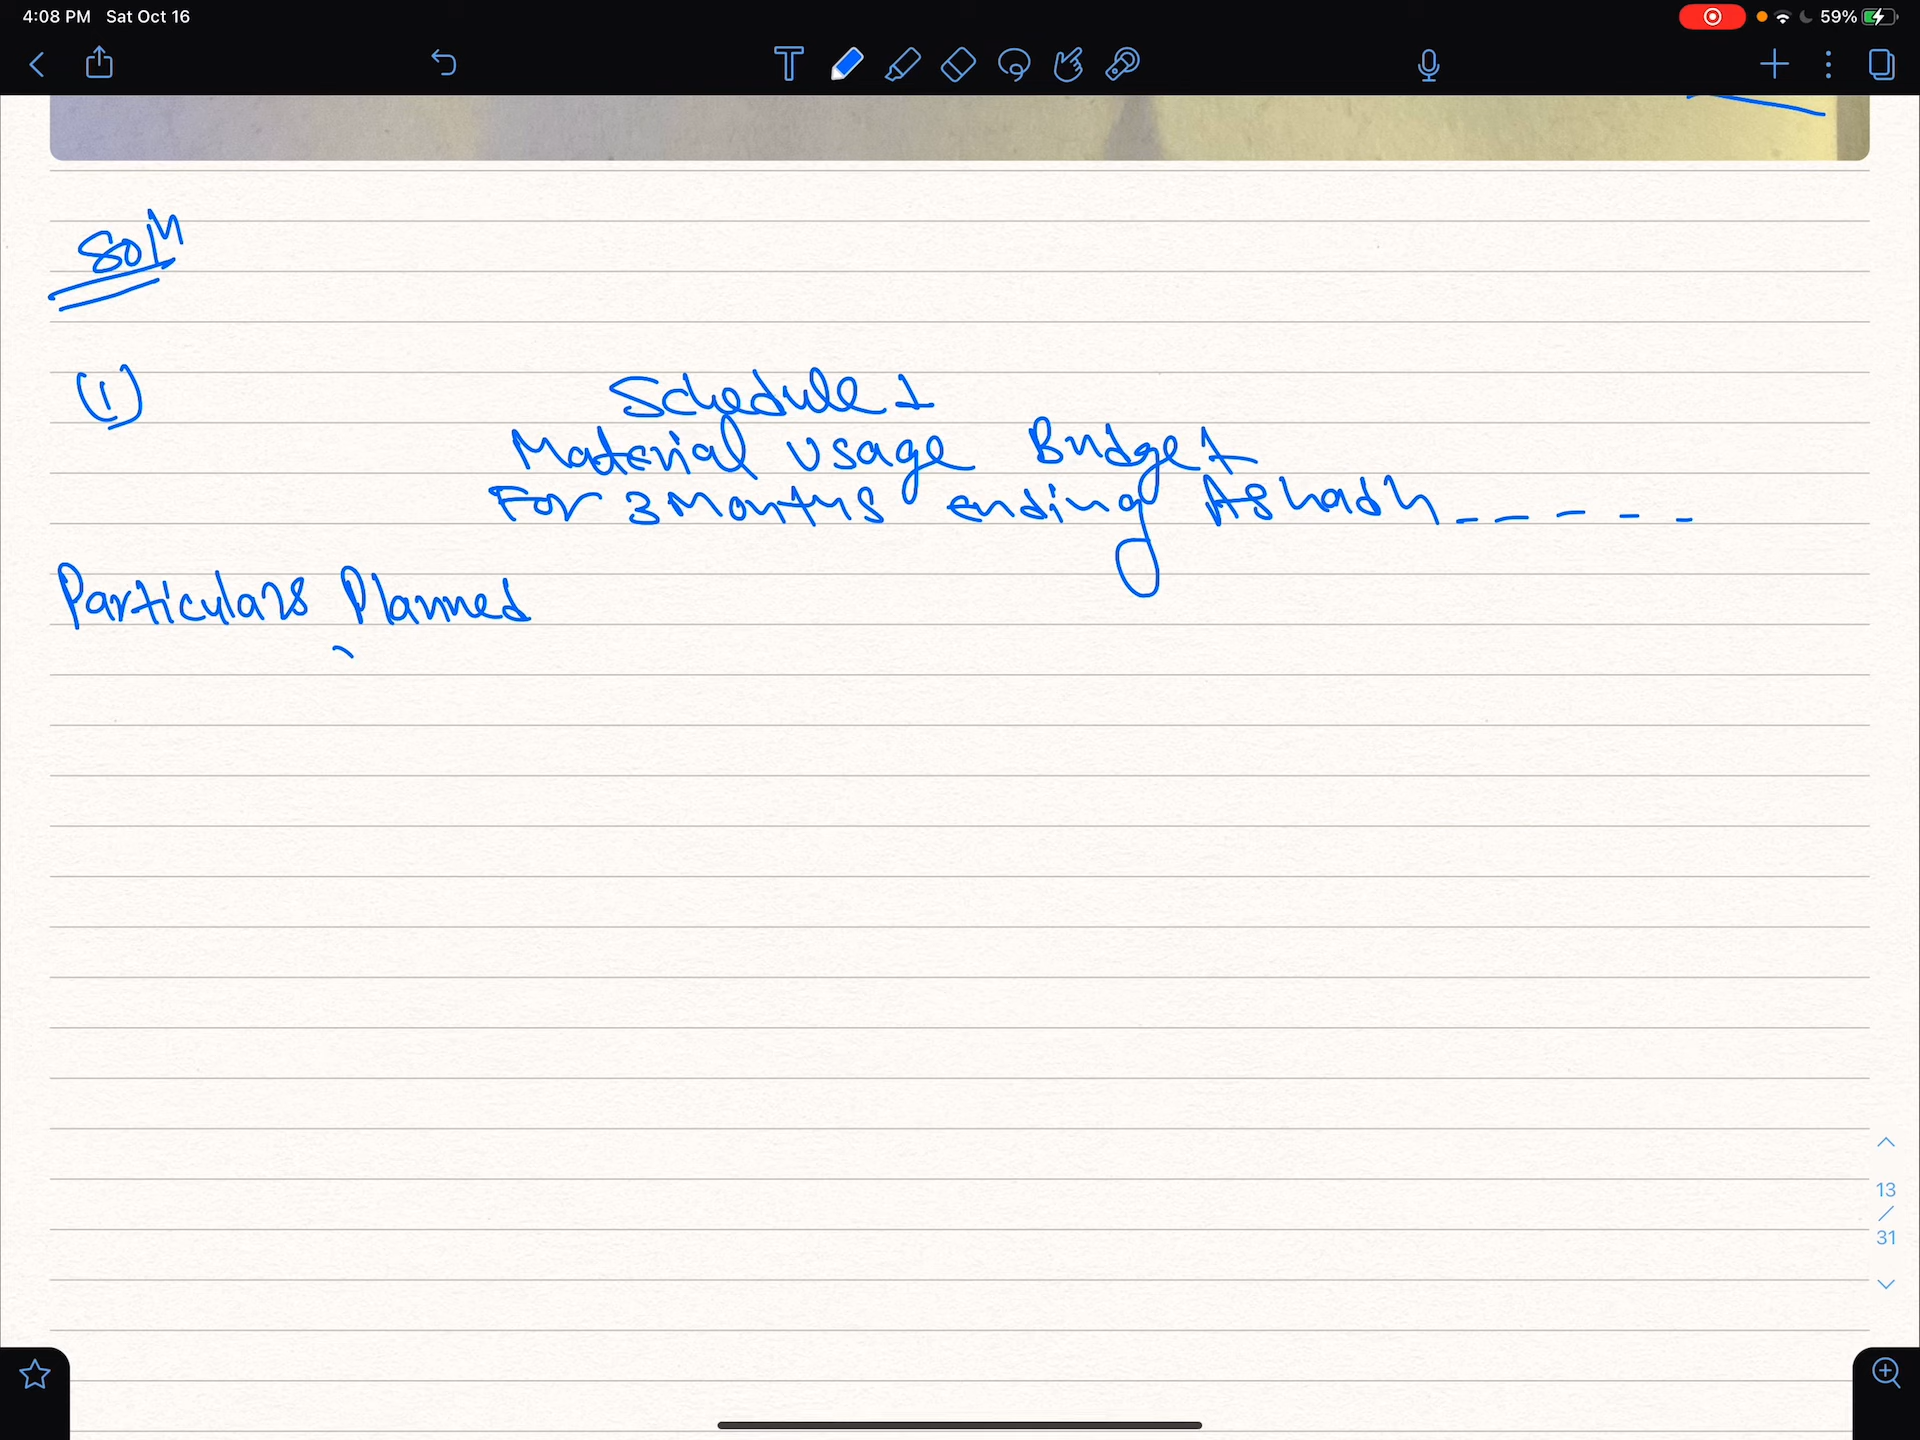 4:08 PM Sat Oct 16
59%
T
Soln
(1)
Schedule 1
Material Usage Budget
For 3 Months ending Ashadh_ _ _ _ _
Particulars Planned
13
/
31